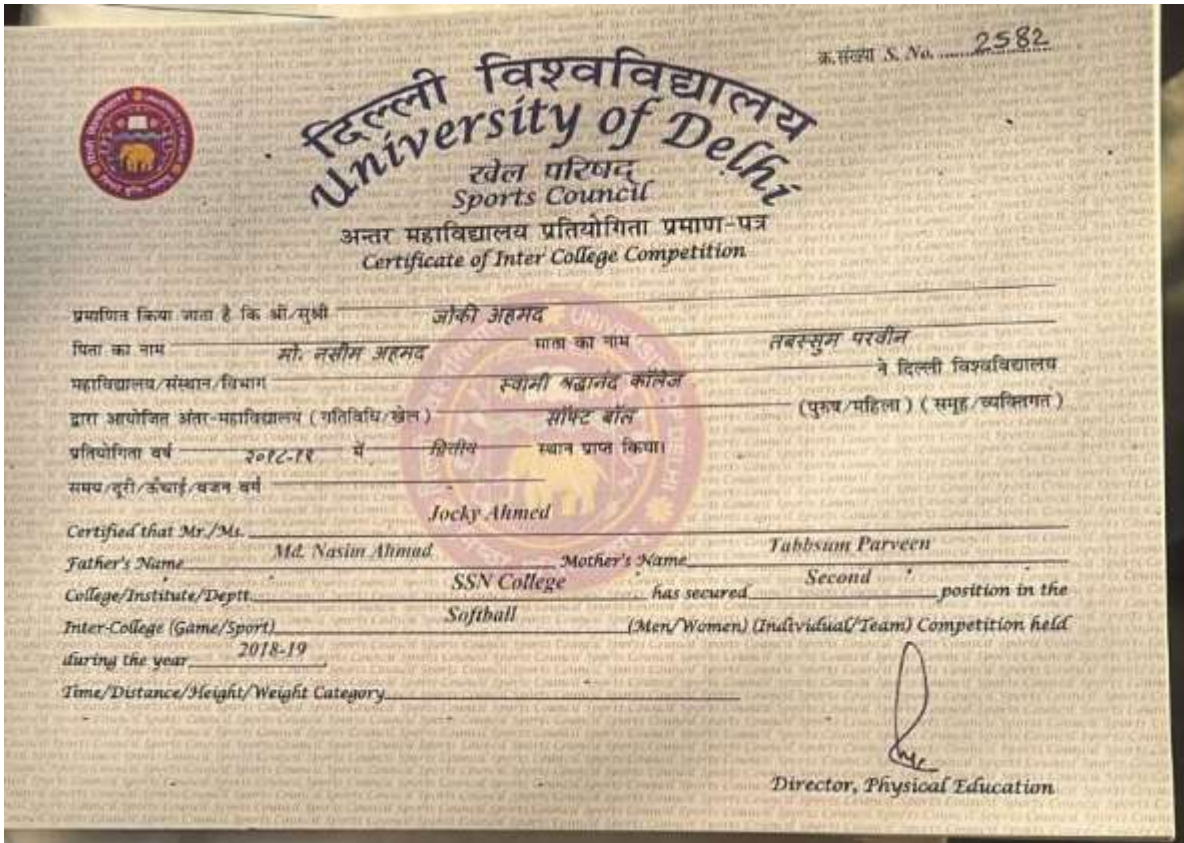 क्र.संख्या S. No. ........2582
दिल्ली विश्वविद्यालय
University of Delhi
खेल परिषद्
Sports Council
अन्तर महाविद्यालय प्रतियोगिता प्रमाण-पत्र
Certificate of Inter College Competition
प्रमाणित किया जाता है कि श्री/सुश्री जोकी अहमद
पिता का नाम मो. नसीम अहमद माता का नाम तबस्सुम परवीन
महाविद्यालय/संस्थान/विभाग स्वामी श्रद्धानंद कॉलेज ने दिल्ली विश्वविद्यालय
द्वारा आयोजित अंतर-महाविद्यालय (गतिविधि/खेल) सॉफ्ट बॉल (पुरुष/महिला) (समूह/व्यक्तिगत)
प्रतियोगिता वर्ष २०१८-१९ में द्वितीय स्थान प्राप्त किया।
समय/दूरी/ऊँचाई/वजन वर्ग
Certified that Mr./Ms. Jocky Ahmed
Father's Name Md. Nasim Ahmad Mother's Name Tabbsum Parveen
College/Institute/Deptt. SSN College has secured Second position in the
Inter-College (Game/Sport) Softball (Men/Women) (Individual/Team) Competition held
during the year 2018-19
Time/Distance/Height/Weight Category
Director, Physical Education